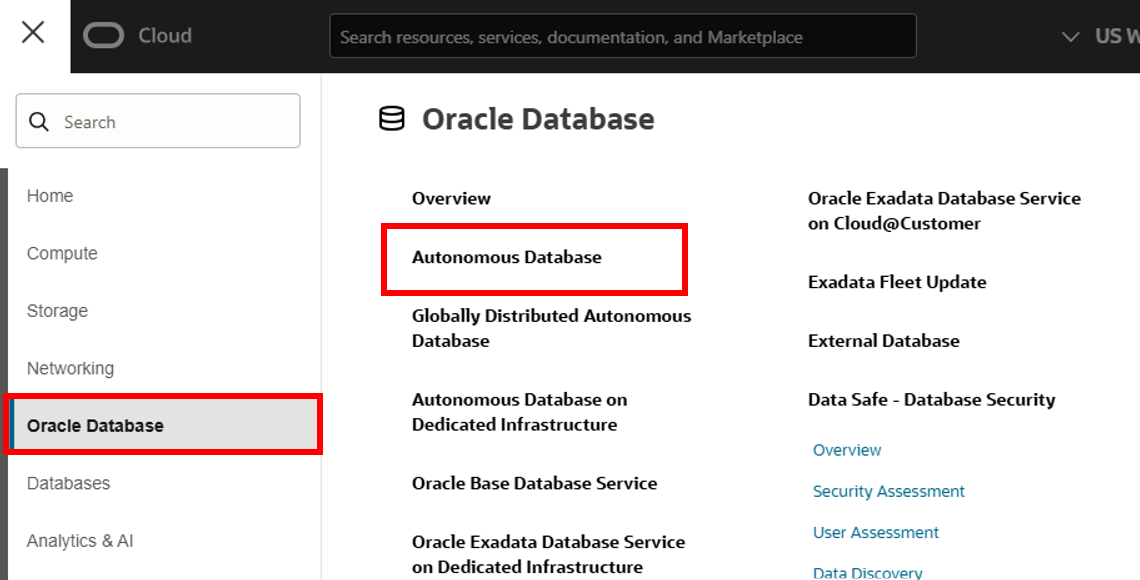 Cloud
Search resources, services, documentation, and Marketplace
US W
Search
Home
Compute
Storage
Networking
Oracle Database
Databases
Analytics & AI
Oracle Database
Overview
Autonomous Database
Globally Distributed Autonomous
Database
Autonomous Database on
Dedicated Infrastructure
Oracle Base Database Service
Oracle Exadata Database Service
on Dedicated Infrastructure
Oracle Exadata Database Service
on Cloud@Customer
Exadata Fleet Update
External Database
Data Safe - Database Security
Overview
Security Assessment
User Assessment
Data Discovery